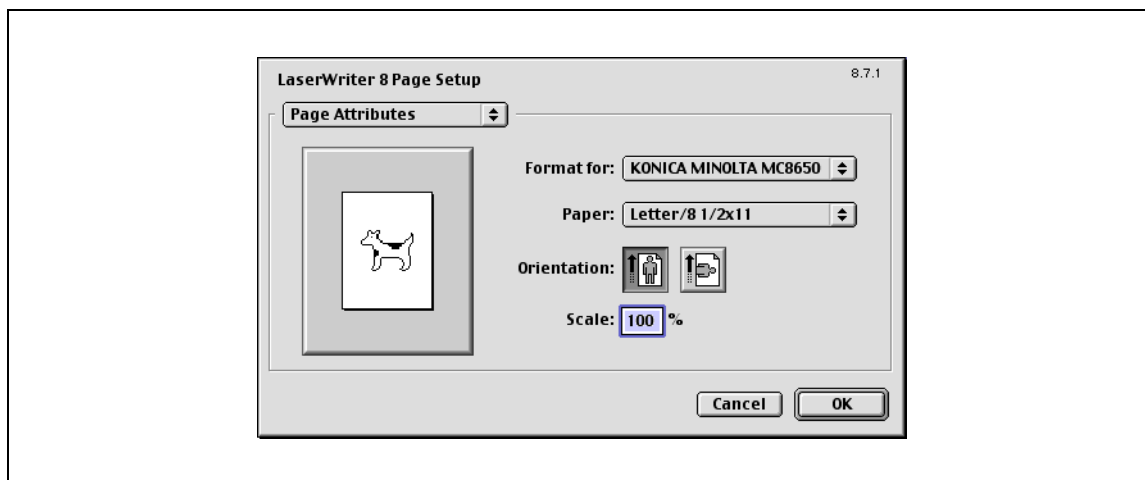 LaserWriter 8 Page Setup 8.7.1
Page Attributes
Format for: KONICA MINOLTA MC8650
Paper: Letter/8 1/2x11
Orientation:
Scale: 100 %
Cancel OK